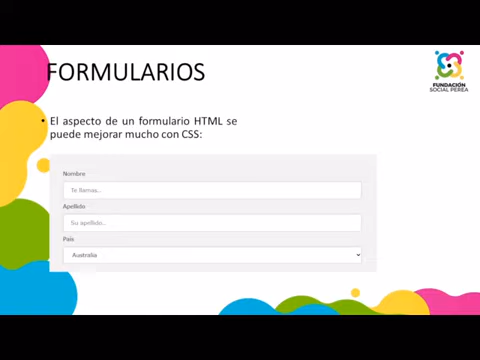 FORMULARIOS
FUNDACIÓN
SOCIAL PEREA
• El aspecto de un formulario HTML se
puede mejorar mucho con CSS:
Nombre
Te llamas...
Apellido
Su apellido..
País
Australia